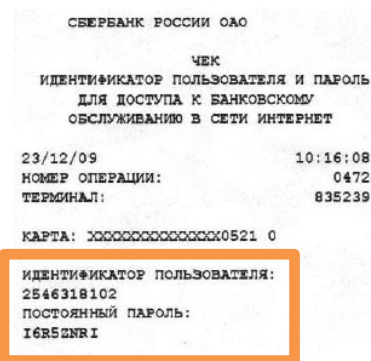 СБЕРБАНК РОССИИ ОАО
ЧЕК
ИДЕНТИФИКАТОР ПОЛЬЗОВАТЕЛЯ И ПАРОЛЬ
ДЛЯ ДОСТУПА К БАНКОВСКОМУ
ОБСЛУЖИВАНИЮ В СЕТИ ИНТЕРНЕТ
23/12/09 10:16:08
НОМЕР ОПЕРАЦИИ: 0472
ТЕРМИНАЛ: 835239
КАРТА: XXXXXXXXXXXXXX0521 0
ИДЕНТИФИКАТОР ПОЛЬЗОВАТЕЛЯ:
2546318102
ПОСТОЯННЫЙ ПАРОЛЬ:
I6R5ZNRI